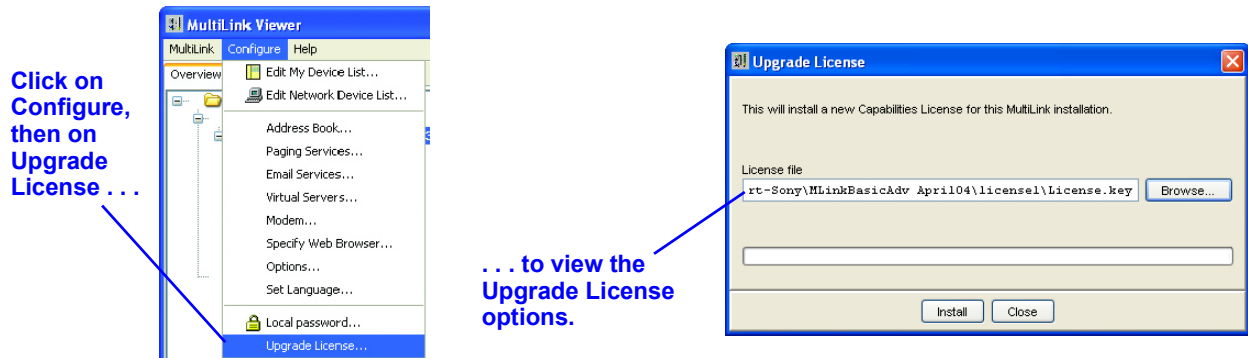 MultiLink Viewer
MultiLink Configure Help
Overview
Edit My Device List...
Edit Network Device List...
Address Book...
Paging Services...
Email Services...
Virtual Servers...
Modem...
Specify Web Browser...
Options...
Set Language...
Local password...
Upgrade License...
Click on
Configure,
then on
Upgrade
License . . .
. . . to view the
Upgrade License
options.
Upgrade License
This will install a new Capabilities License for this MultiLink installation.
License file
rt-Sony\MLinkBasicAdv April04\license1\License.key Browse...
Install Close